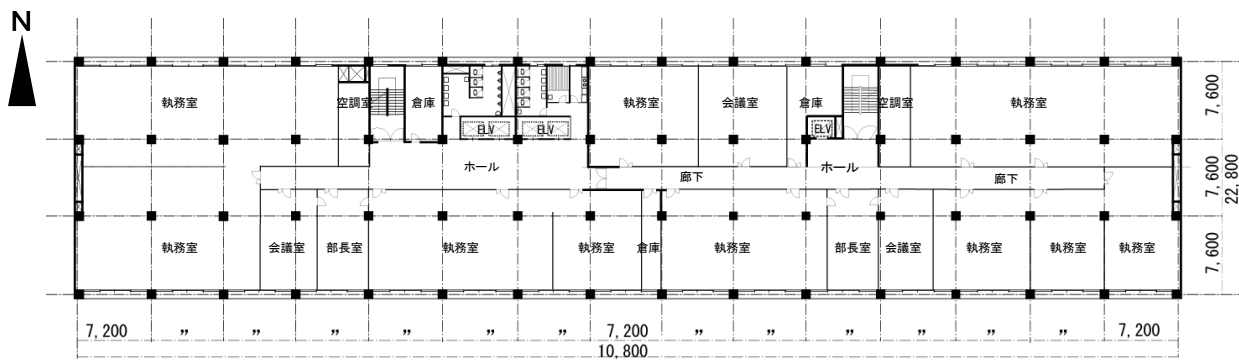 N
執務室 空調室 倉庫 執務室 会議室 倉庫 空調室 執務室
ELV ELV ELV
ホール 廊下 ホール 廊下
執務室 会議室 部長室 執務室 執務室 倉庫 執務室 部長室 会議室 執務室 執務室 執務室
7,600
7,600
7,600
22,800
7,200 〃 〃 〃 〃 〃 〃 7,200 〃 〃 〃 〃 〃 〃 7,200
10,800